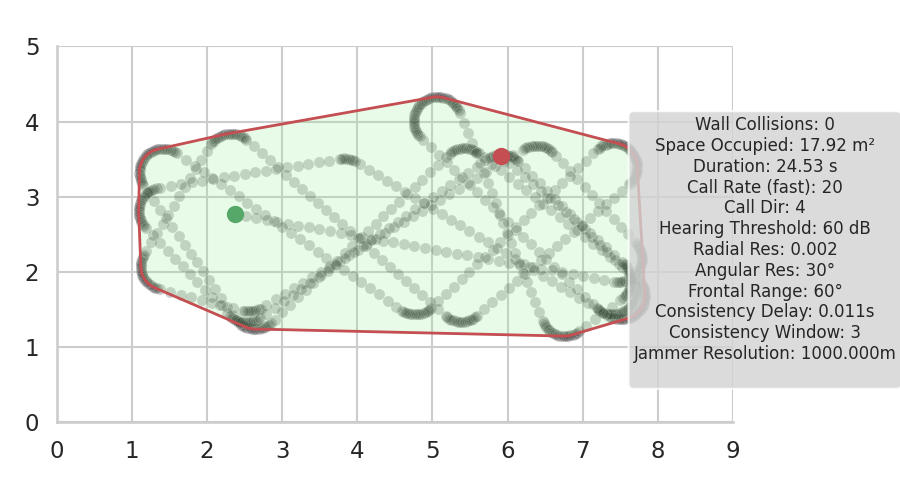 5
4
3
2
1
0
0 1 2 3 4 5 6 7 8 9
Wall Collisions: 0
Space Occupied: 17.92 m²
Duration: 24.53 s
Call Rate (fast): 20
Call Dir: 4
Hearing Threshold: 60 dB
Radial Res: 0.002
Angular Res: 30°
Frontal Range: 60°
Consistency Delay: 0.011s
Consistency Window: 3
Jammer Resolution: 1000.000m